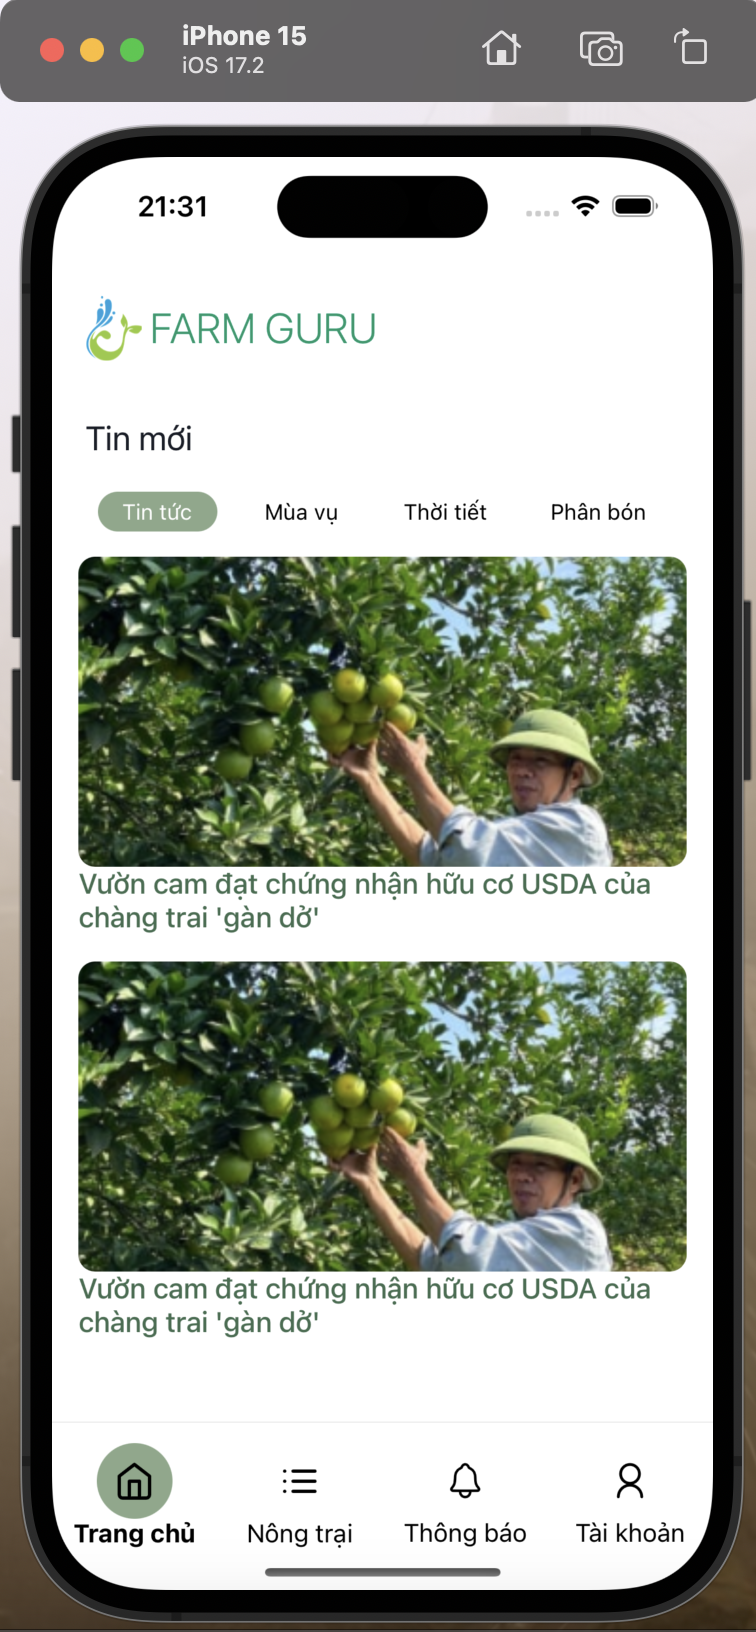 iPhone 15
iOS 17.2
21:31
FARM GURU
Tin mới
Tin tức Mùa vụ Thời tiết Phân bón
Vườn cam đạt chứng nhận hữu cơ USDA của
chàng trai 'gàn dở'
Vườn cam đạt chứng nhận hữu cơ USDA của
chàng trai 'gàn dở'
Trang chủ Nông trại Thông báo Tài khoản